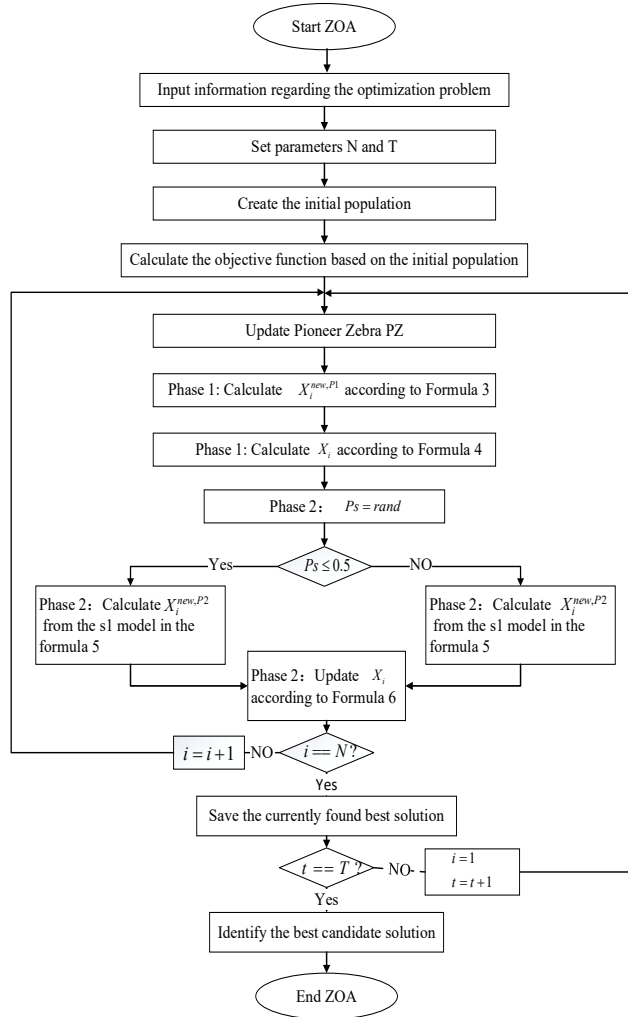 Start ZOA
Input information regarding the optimization problem
Set parameters N and T
Create the initial population
Calculate the objective function based on the initial population
Update Pioneer Zebra PZ
Phase 1: Calculate X_i^{new,P1} according to Formula 3
Phase 1: Calculate X_i according to Formula 4
Phase 2： Ps = rand
Ps ≤ 0.5
Yes
NO
Phase 2：Calculate X_i^{new,P2}
from the s1 model in the
formula 5
Phase 2：Calculate X_i^{new,P2}
from the s1 model in the
formula 5
Phase 2：Update X_i
according to Formula 6
i = i+1
NO
i == N?
Yes
Save the currently found best solution
t == T?
NO
i = 1
t = t+1
Yes
Identify the best candidate solution
End ZOA